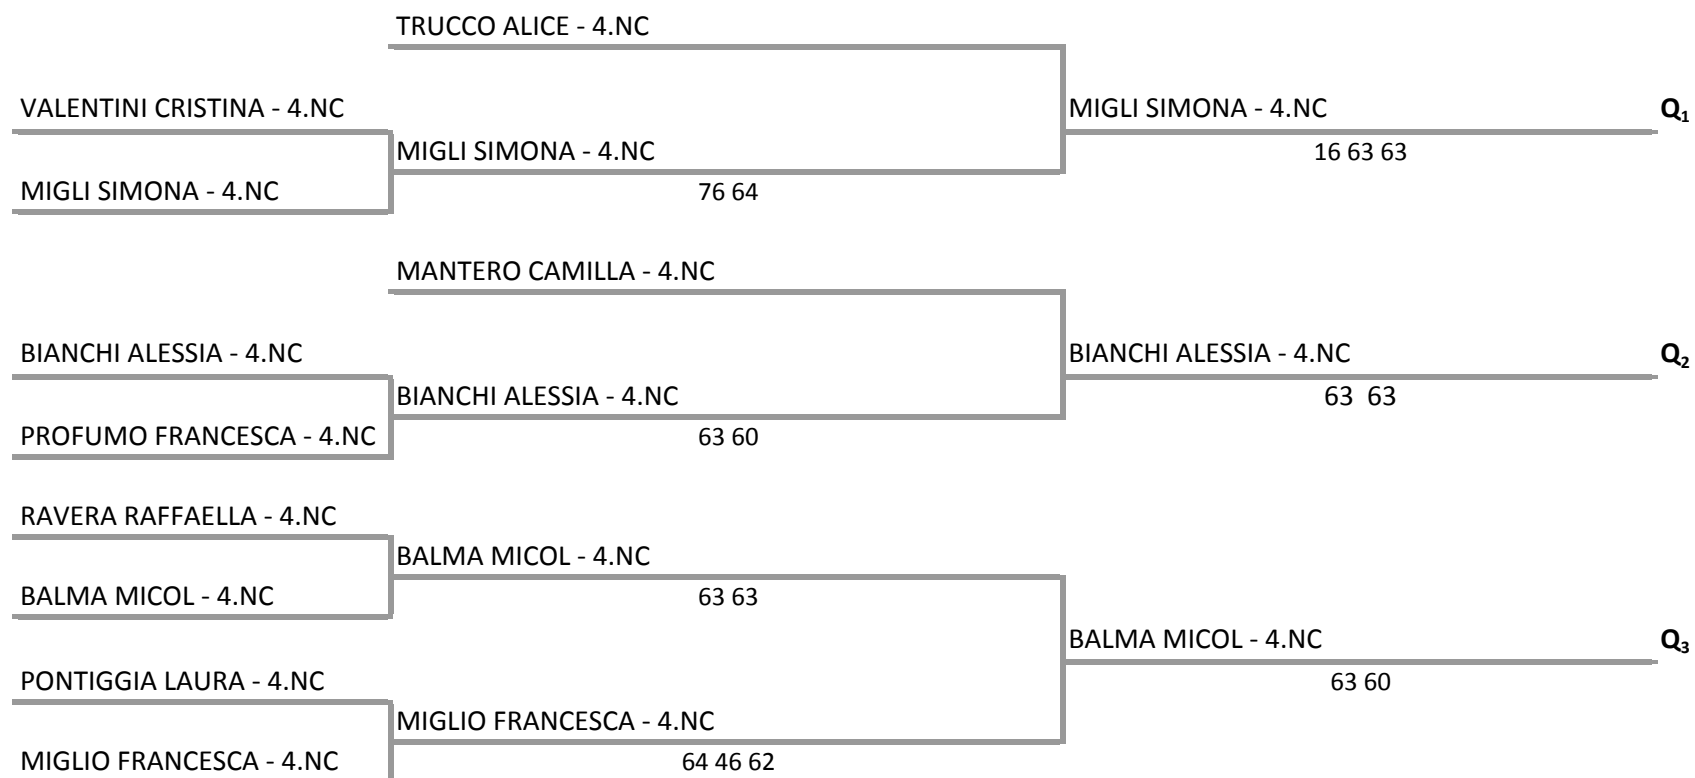 TRUCCO ALICE - 4.NC
VALENTINI CRISTINA - 4.NC
MIGLI SIMONA - 4.NC
Q1
MIGLI SIMONA - 4.NC
16 63 63
MIGLI SIMONA - 4.NC
76 64
MANTERO CAMILLA - 4.NC
BIANCHI ALESSIA - 4.NC
BIANCHI ALESSIA - 4.NC
Q2
BIANCHI ALESSIA - 4.NC
63 63
PROFUMO FRANCESCA - 4.NC
63 60
RAVERA RAFFAELLA - 4.NC
BALMA MICOL - 4.NC
BALMA MICOL - 4.NC
63 63
BALMA MICOL - 4.NC
Q3
PONTIGGIA LAURA - 4.NC
63 60
MIGLIO FRANCESCA - 4.NC
MIGLIO FRANCESCA - 4.NC
64 46 62